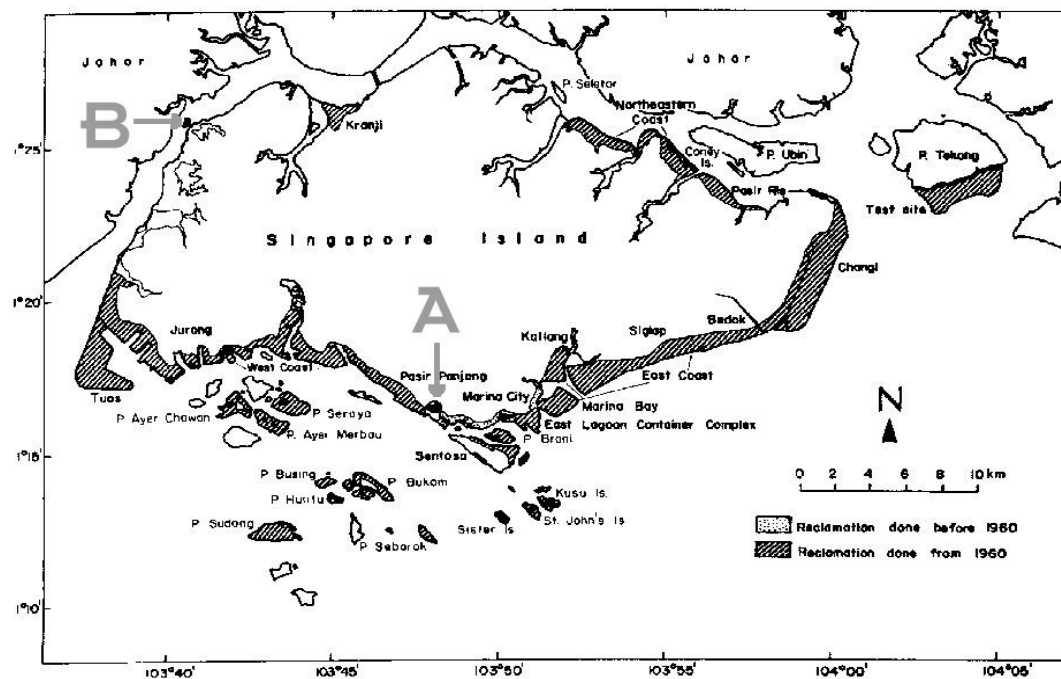 Johor
Johor
P. Seletar
B
Northeastern
Coast
Kranji
1°25'
Coney
Is.
P. Ubin
P. Tekong
Pasir Ris
Test site
Singapore Island
Changi
1°20'
A
Bedok
Jurong
Kallang
Siglap
West Coast
Pasir Panjang
East Coast
Tuas
Marina City
N
P. Seraya
Marina Bay
P Ayer Chawan
East Lagoon Container Complex
P. Ayer Merbau
P. Brani
1°15'
Sentosa
P Busing
P Bukom
0 2 4 6 8 10 km
P Hantu
Kusu Is.
Sister Is
St. John's Is
P Sudong
P Sebarok
Reclamation done before 1960
Reclamation done from 1960
1°10'
103°40'
103°45'
103°50'
103°55'
104°00'
104°05'